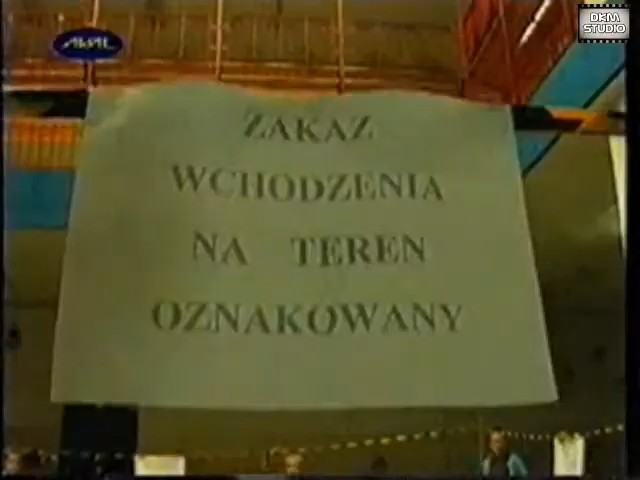 DKM
STUDIO
ZAKAZ
WCHODZENIA
NA TEREN
OZNAKOWANY